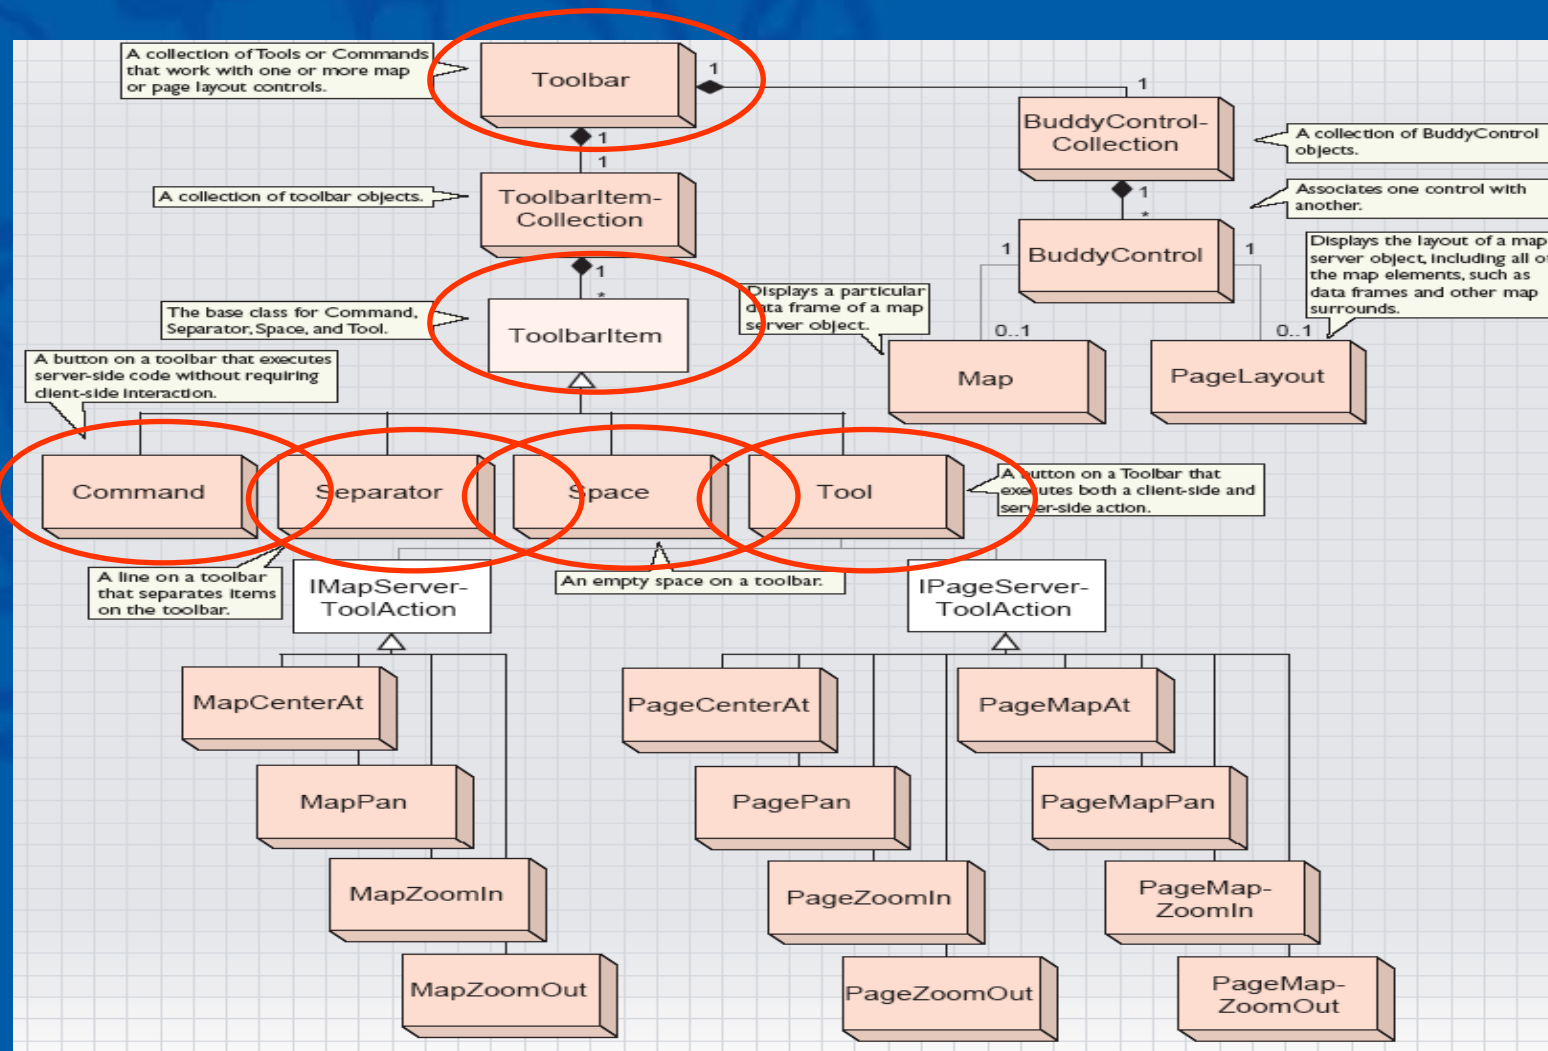 A collection of Tools or Commands
that work with one or more map
or page layout controls.
Toolbar
1
1
BuddyControl-
Collection
A collection of BuddyControl
objects.
1
1
A collection of toolbar objects.
ToolbarItem-
Collection
1
*
Associates one control with
another.
BuddyControl
1
1
Displays the layout of a map
server object, including all of
the map elements, such as
data frames and other map
surrounds.
1
*
The base class for Command,
Separator, Space, and Tool.
ToolbarItem
Displays a particular
data frame of a map
server object.
0..1
0..1
Map
PageLayout
A button on a toolbar that executes
server-side code without requiring
client-side interaction.
Command
Separator
Space
Tool
A button on a Toolbar that
executes both a client-side and
server-side action.
A line on a toolbar
that separates items
on the toolbar.
An empty space on a toolbar.
IMapServer-
ToolAction
IPageServer-
ToolAction
MapCenterAt
PageCenterAt
PageMapAt
MapPan
PagePan
PageMapPan
MapZoomIn
PageZoomIn
PageMap-
ZoomIn
MapZoomOut
PageZoomOut
PageMap-
ZoomOut